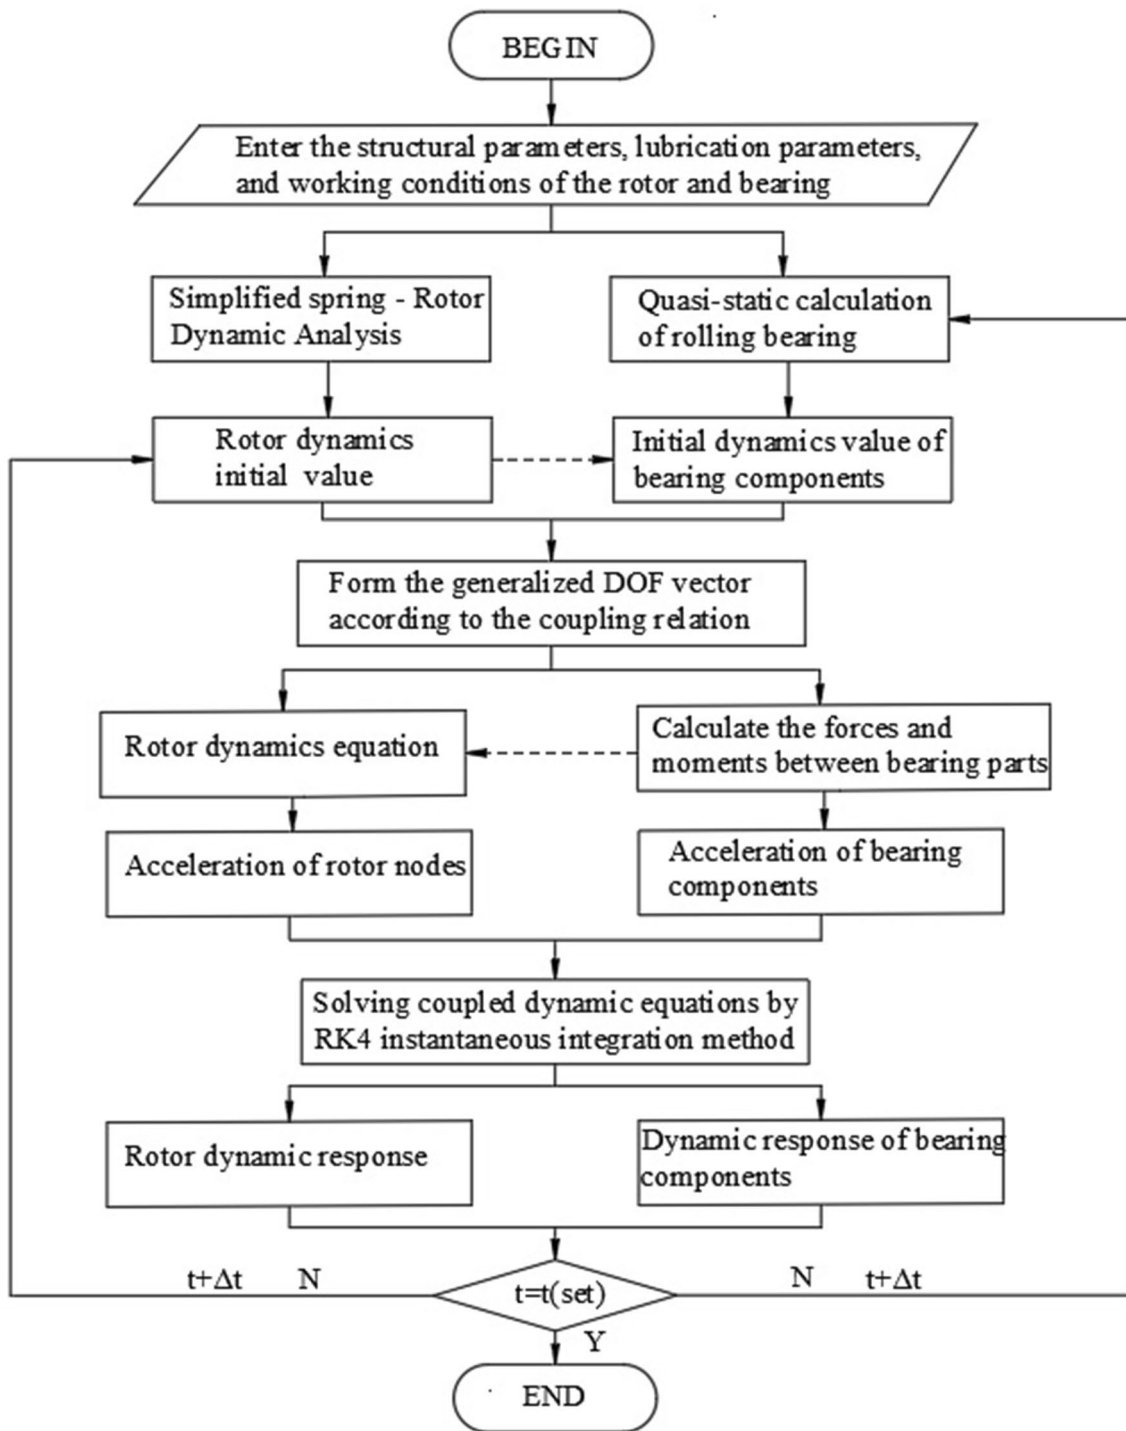 BEGIN
Enter the structural parameters, lubrication parameters,
and working conditions of the rotor and bearing
Simplified spring - Rotor
Dynamic Analysis
Quasi-static calculation
of rolling bearing
Rotor dynamics
initial value
Initial dynamics value of
bearing components
Form the generalized DOF vector
according to the coupling relation
Rotor dynamics equation
Calculate the forces and
moments between bearing parts
Acceleration of rotor nodes
Acceleration of bearing
components
Solving coupled dynamic equations by
RK4 instantaneous integration method
Rotor dynamic response
Dynamic response of bearing
components
t+Δt N
t=t(set)
N t+Δt
Y
END